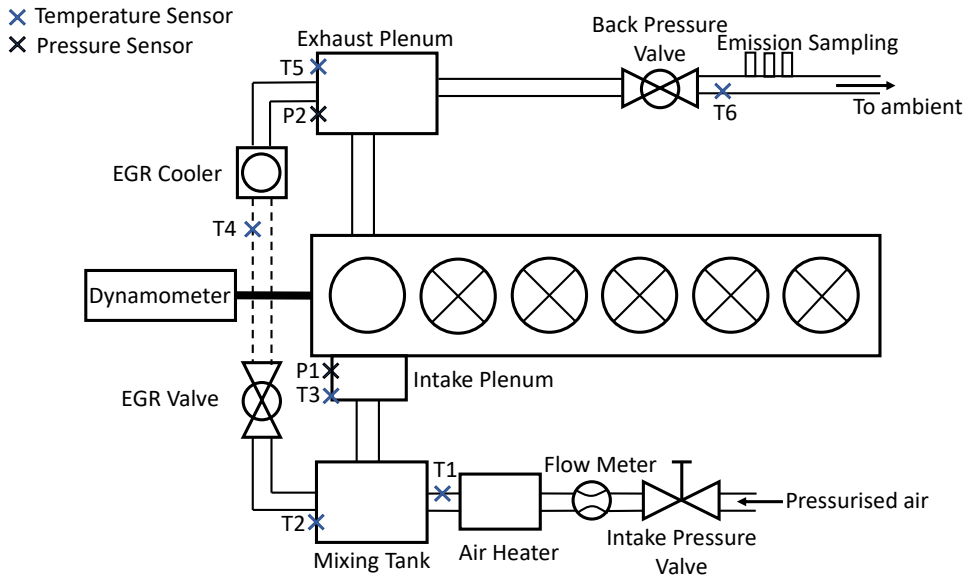 Temperature Sensor
Pressure Sensor
Exhaust Plenum
Back Pressure
Valve
Emission Sampling
T5
P2
T6
To ambient
EGR Cooler
T4
Dynamometer
P1
T3
Intake Plenum
EGR Valve
T1
Flow Meter
T2
Pressurised air
Mixing Tank
Air Heater
Intake Pressure
Valve